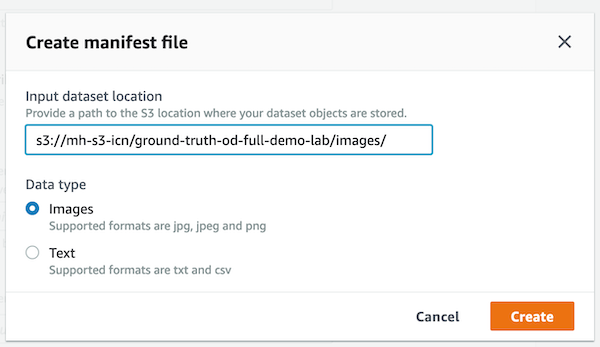 Create manifest file
Input dataset location
Provide a path to the S3 location where your dataset objects are stored.
s3://mh-s3-icn/ground-truth-od-full-demo-lab/images/
Data type
Images
Supported formats are jpg, jpeg and png
Text
Supported formats are txt and csv
Cancel Create